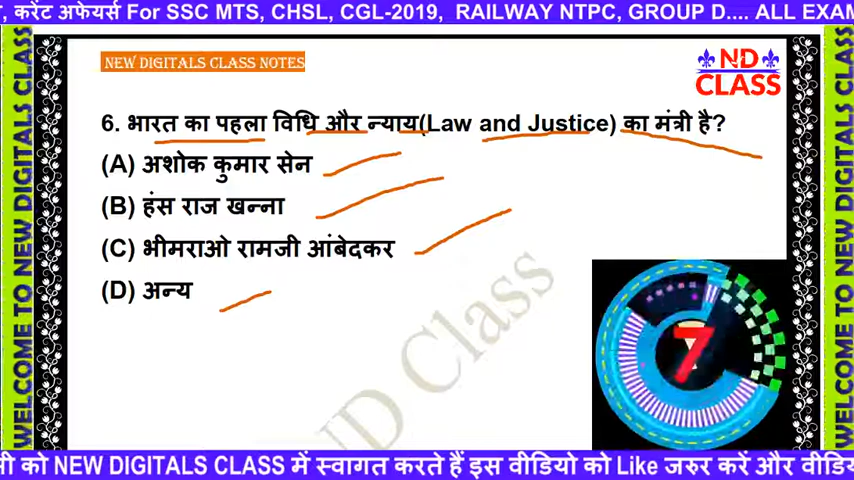 , करेंट अफेयर्स For SSC MTS, CHSL, CGL-2019, RAILWAY NTPC, GROUP D.... ALL EXAM
NEW DIGITALS CLASS NOTES
ND
CLASS
6. भारत का पहला विधि और न्याय(Law and Justice) का मंत्री है?
(A) अशोक कुमार सेन
(B) हंस राज खन्ना
(C) भीमराओ रामजी आंबेदकर
(D) अन्य
7
ND Class
WELCOME TO NEW DIGITALS CLASS
WELCOME TO NEW DIGITALS CLASS
को NEW DIGITALS CLASS में स्वागत करते हैं इस वीडियो को Like जरुर करें और